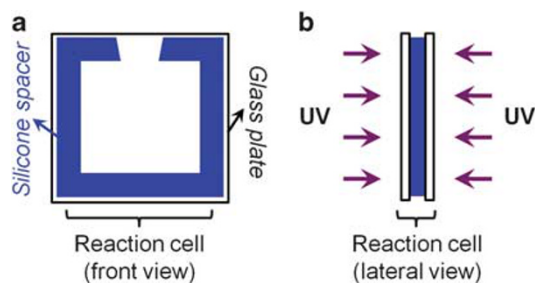 a
Silicone spacer
Glass plate
Reaction cell
(front view)
b
UV
UV
Reaction cell
(lateral view)